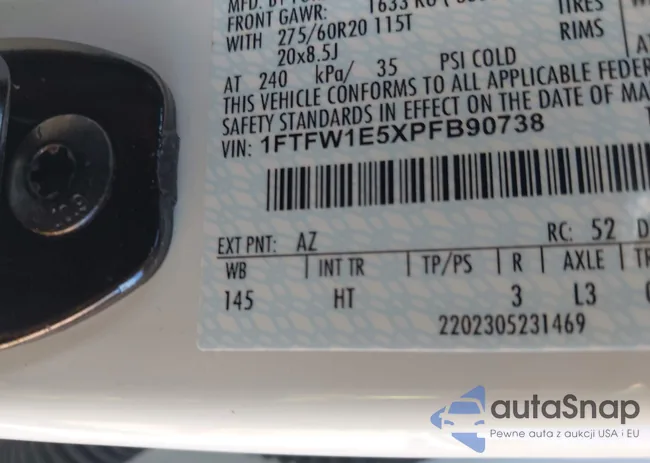 FRONT GAWR: 1633 KG
WITH 275/60R20 115T TIRES
20x8.5J RIMS
AT 240 kPa/ 35 PSI COLD
THIS VEHICLE CONFORMS TO ALL APPLICABLE FEDER
SAFETY STANDARDS IN EFFECT ON THE DATE OF MA
VIN: 1FTFW1E5XPFB90738
EXT PNT: AZ RC: 52 D
WB | INT TR | TP/PS | R | AXLE | TR
145 HT 3 L3
2202305231469
10.9
autaSnap
Pewne auta z aukcji USA i EU